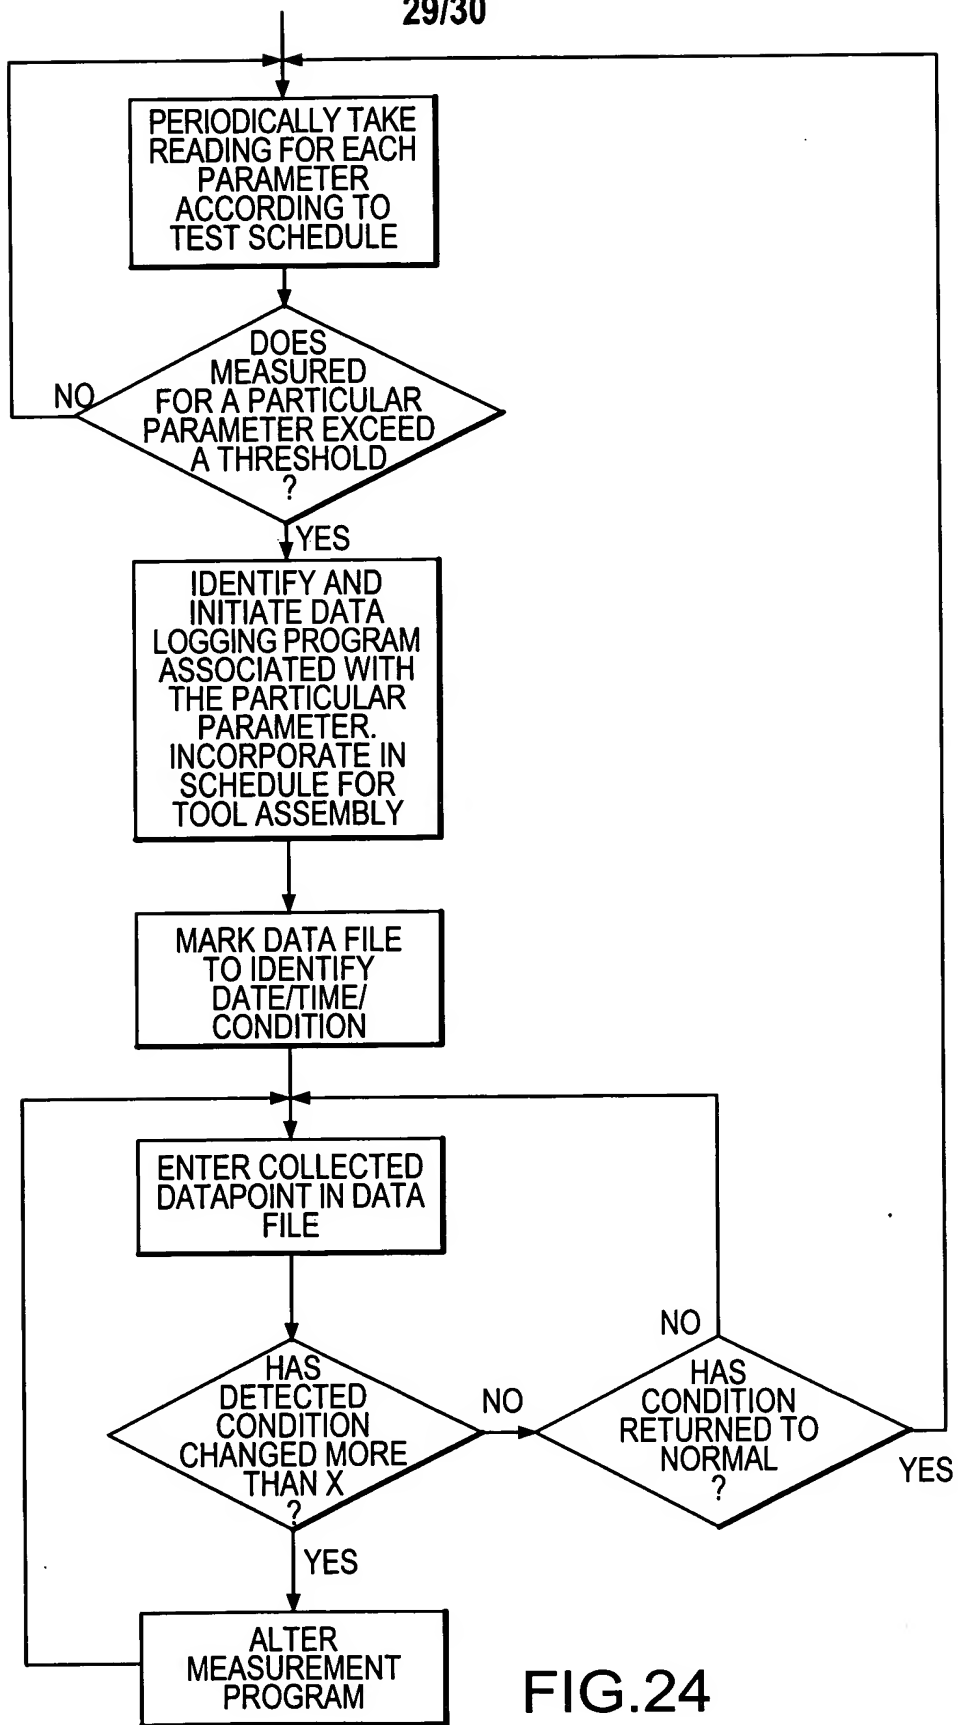 29/30
PERIODICALLY TAKE
READING FOR EACH
PARAMETER
ACCORDING TO
TEST SCHEDULE
DOES
MEASURED
FOR A PARTICULAR
PARAMETER EXCEED
A THRESHOLD
?
NO
YES
IDENTIFY AND
INITIATE DATA
LOGGING PROGRAM
ASSOCIATED WITH
THE PARTICULAR
PARAMETER.
INCORPORATE IN
SCHEDULE FOR
TOOL ASSEMBLY
MARK DATA FILE
TO IDENTIFY
DATE/TIME/
CONDITION
ENTER COLLECTED
DATAPOINT IN DATA
FILE
HAS
DETECTED
CONDITION
CHANGED MORE
THAN X
?
NO
HAS
CONDITION
RETURNED TO
NORMAL
?
NO
YES
YES
ALTER
MEASUREMENT
PROGRAM
FIG.24